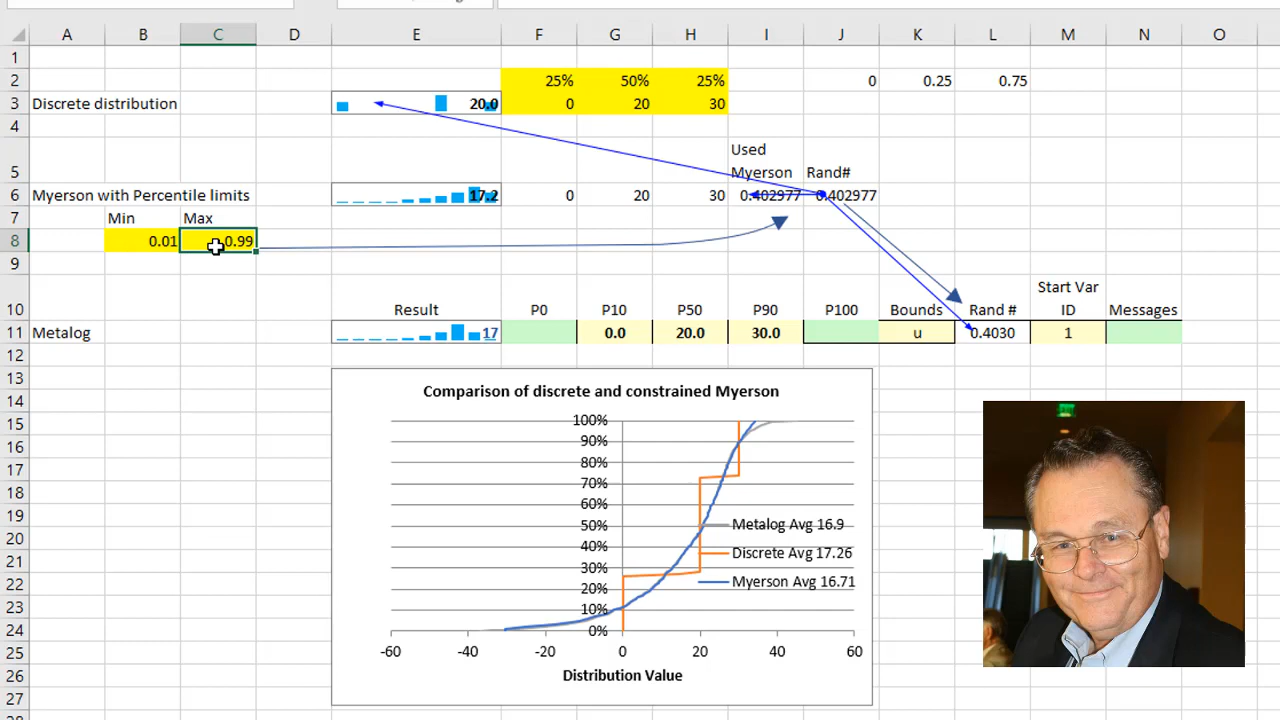 A B C D E F G H I J K L M N O
1
2 25% 50% 25% 0 0.25 0.75
3 Discrete distribution 20.0 0 20 30
4
Used
5 Myerson Rand#
6 Myerson with Percentile limits 17.2 0 20 30 0.402977 0.402977
7 Min Max
8 0.01 0.99
9
Start Var
10 Result P0 P10 P50 P90 P100 Bounds Rand # ID Messages
11 Metalog 17 0.0 20.0 30.0 u 0.4030 1
12
13
Comparison of discrete and constrained Myerson
14
15 100%
16 90%
17 80%
18 70%
19 60%
50% Metalog Avg 16.9
20 40%
21 30% Discrete Avg 17.26
22 20% Myerson Avg 16.71
23 10%
24 0%
25 -60 -40 -20 0 20 40 60
26 Distribution Value
27
28